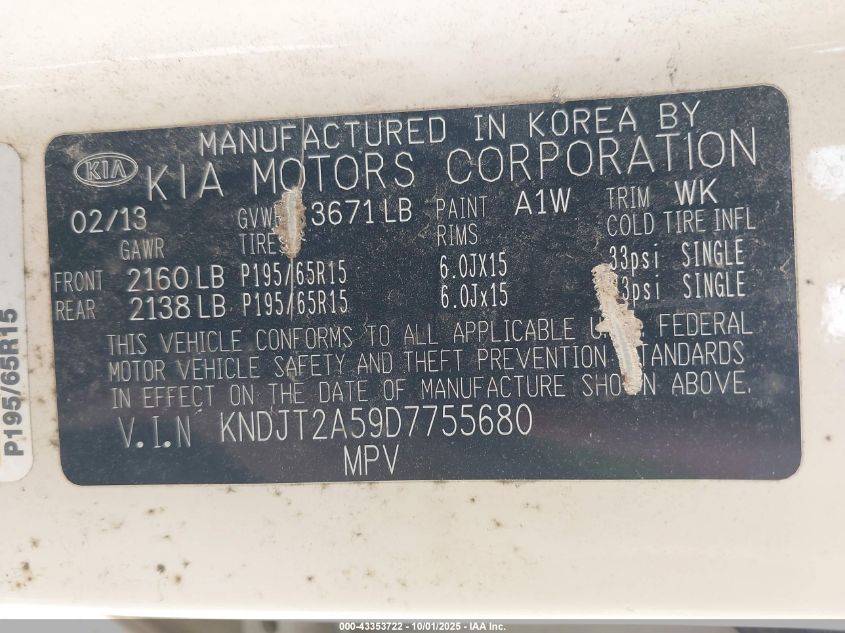 MANUFACTURED IN KOREA BY
KIA KIA MOTORS CORPORATION
02/13 3671 LB PAINT A1W TRIM WK
GAWR TIRES RIMS COLD TIRE INFL
FRONT 2160 LB P195/65R15 6.0JX15 33psi SINGLE
REAR 2138 LB P195/65R15 6.0Jx15 SINGLE
THIS VEHICLE CONFORMS TO ALL APPLICABLE FEDERAL
MOTOR VEHICLE SAFETY AND THEFT PREVENTION STANDARDS
IN EFFECT ON THE DATE OF MANUFACTURE SHOWN ABOVE.
V.I.N KNDJT2A59D7755680
MPV
P195/65R15
000-43353722 - 10/01/2025 - IAA Inc.